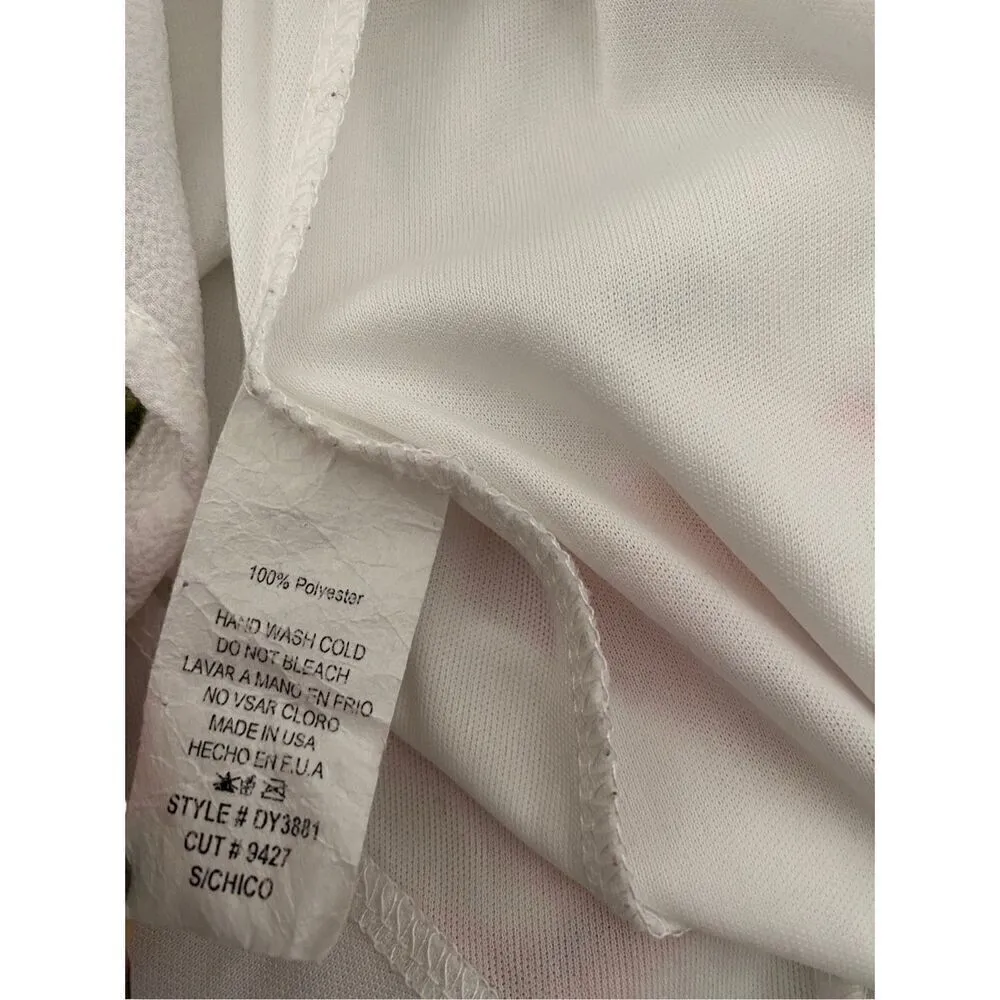 100% Polyester
HAND WASH COLD
DO NOT BLEACH
LAVAR A MANO EN FRIO
NO VSAR CLORO
MADE IN USA
HECHO EN E.U.A
STYLE # DY3881
CUT # 9427
S/CHICO